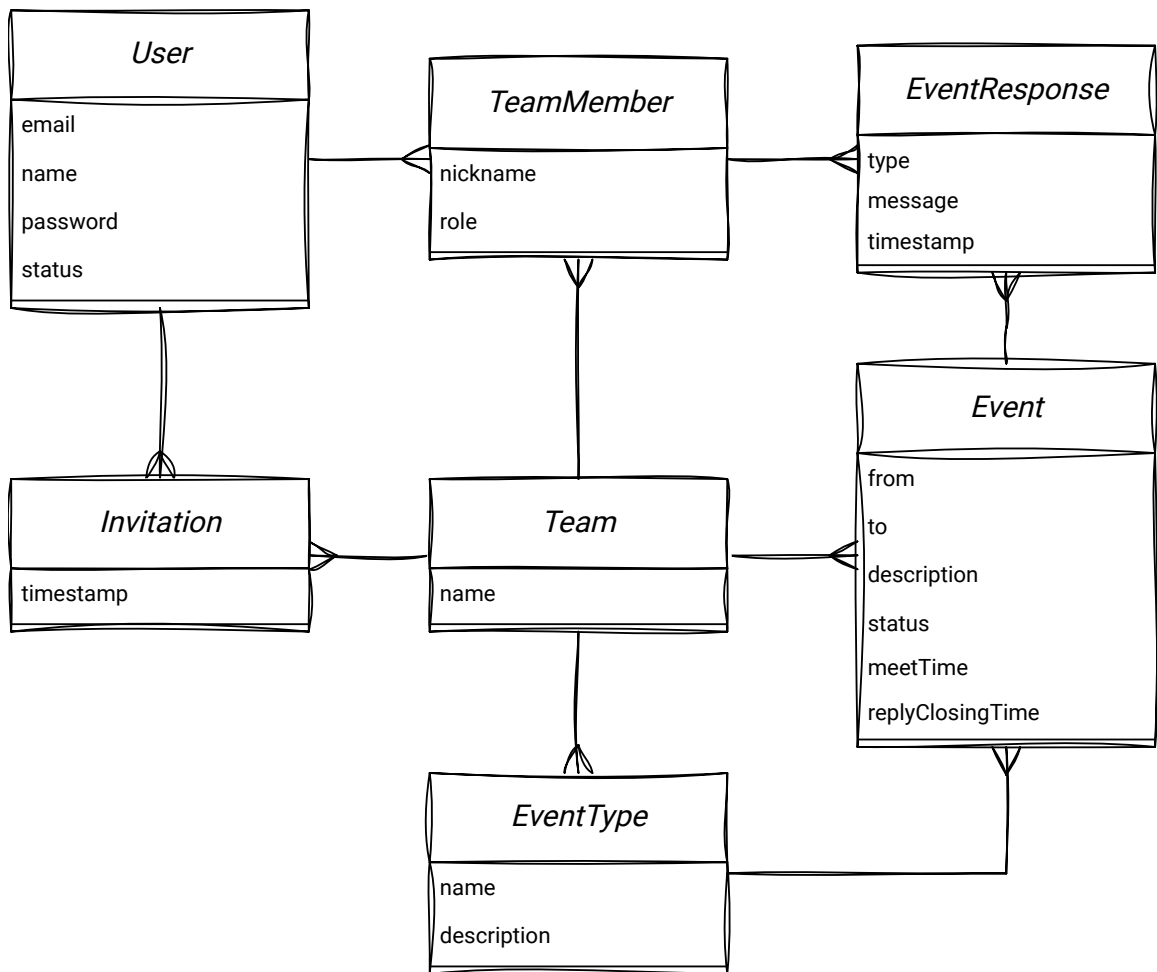 User
email
name
password
status
TeamMember
nickname
role
EventResponse
type
message
timestamp
Invitation
timestamp
Team
name
Event
from
to
description
status
meetTime
replyClosingTime
EventType
name
description